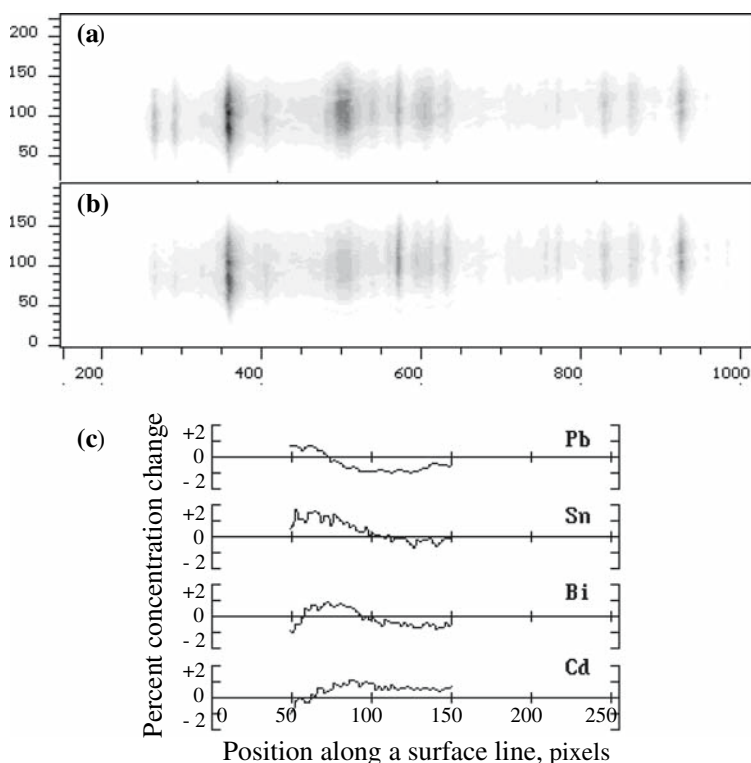 (a)
200
150
100
50
(b)
150
100
50
0
200 400 600 800 1000
(c)
Percent concentration change
+2
0
- 2
Pb
+2
0
- 2
Sn
+2
0
- 2
Bi
+2
0
- 2
Cd
0 50 100 150 200 250
Position along a surface line, pixels